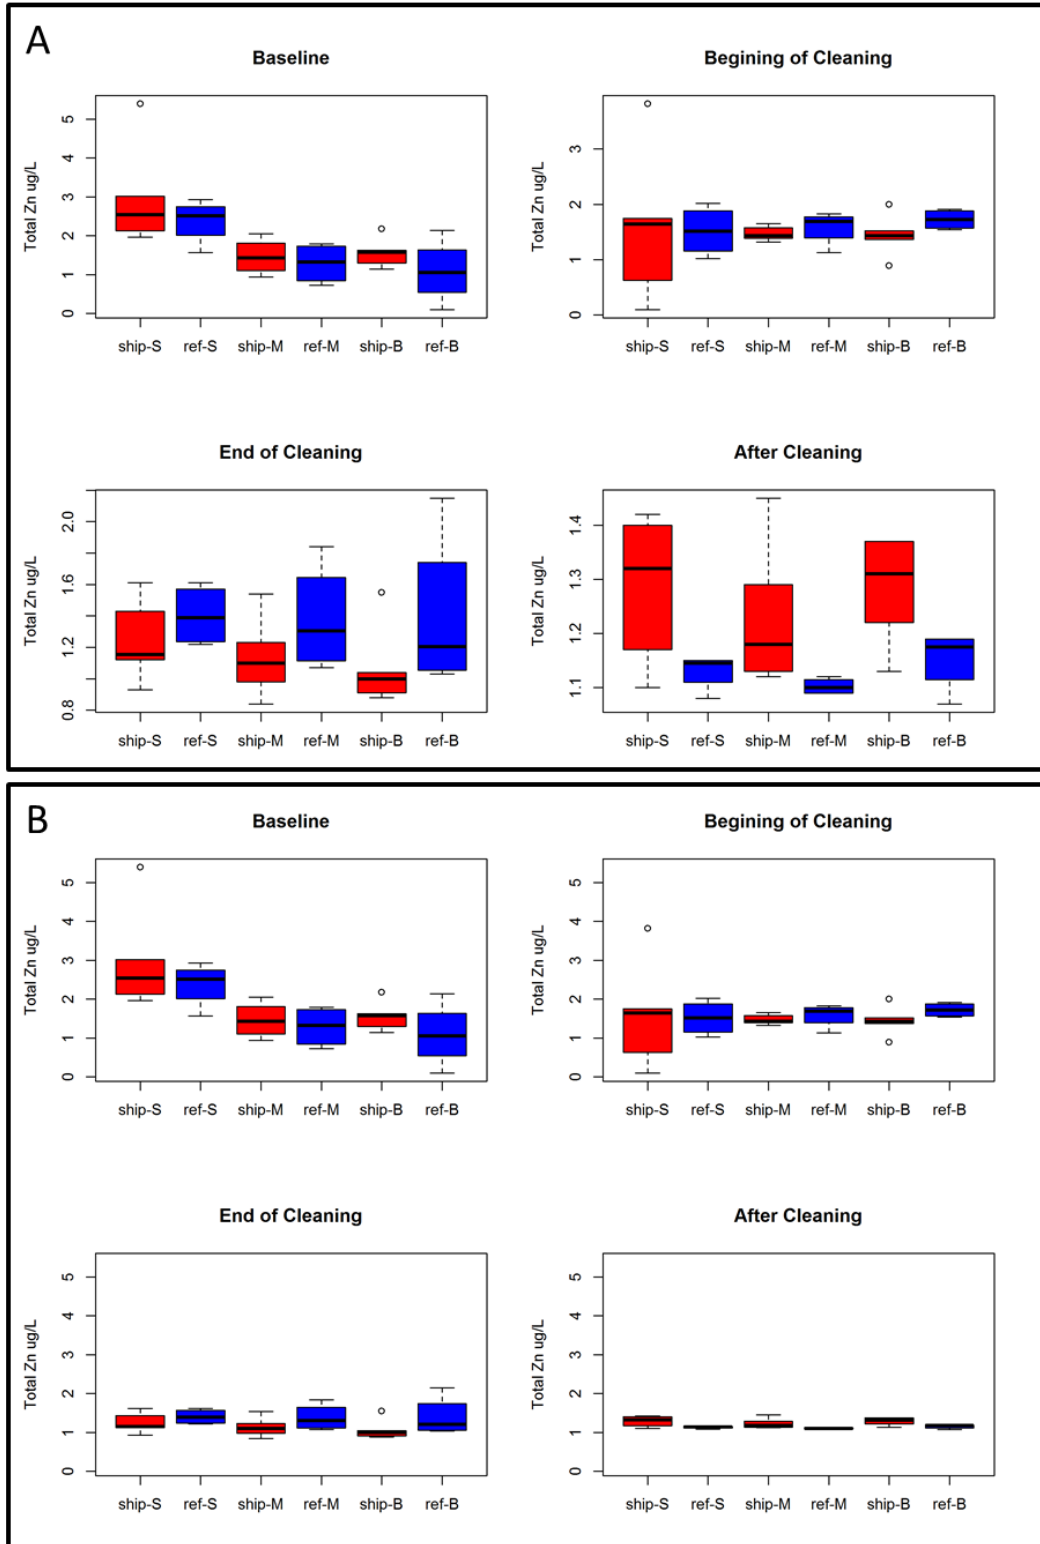 A
Baseline
Total Zn ug/L
5
4
3
2
1
0
ship-S ref-S ship-M ref-M ship-B ref-B
Begining of Cleaning
Total Zn ug/L
3
2
1
0
ship-S ref-S ship-M ref-M ship-B ref-B
End of Cleaning
Total Zn ug/L
2.0
1.6
1.2
0.8
ship-S ref-S ship-M ref-M ship-B ref-B
After Cleaning
Total Zn ug/L
1.4
1.3
1.2
1.1
ship-S ref-S ship-M ref-M ship-B ref-B
B
Baseline
Total Zn ug/L
5
4
3
2
1
0
ship-S ref-S ship-M ref-M ship-B ref-B
Begining of Cleaning
Total Zn ug/L
5
4
3
2
1
0
ship-S ref-S ship-M ref-M ship-B ref-B
End of Cleaning
Total Zn ug/L
5
4
3
2
1
0
ship-S ref-S ship-M ref-M ship-B ref-B
After Cleaning
Total Zn ug/L
5
4
3
2
1
0
ship-S ref-S ship-M ref-M ship-B ref-B